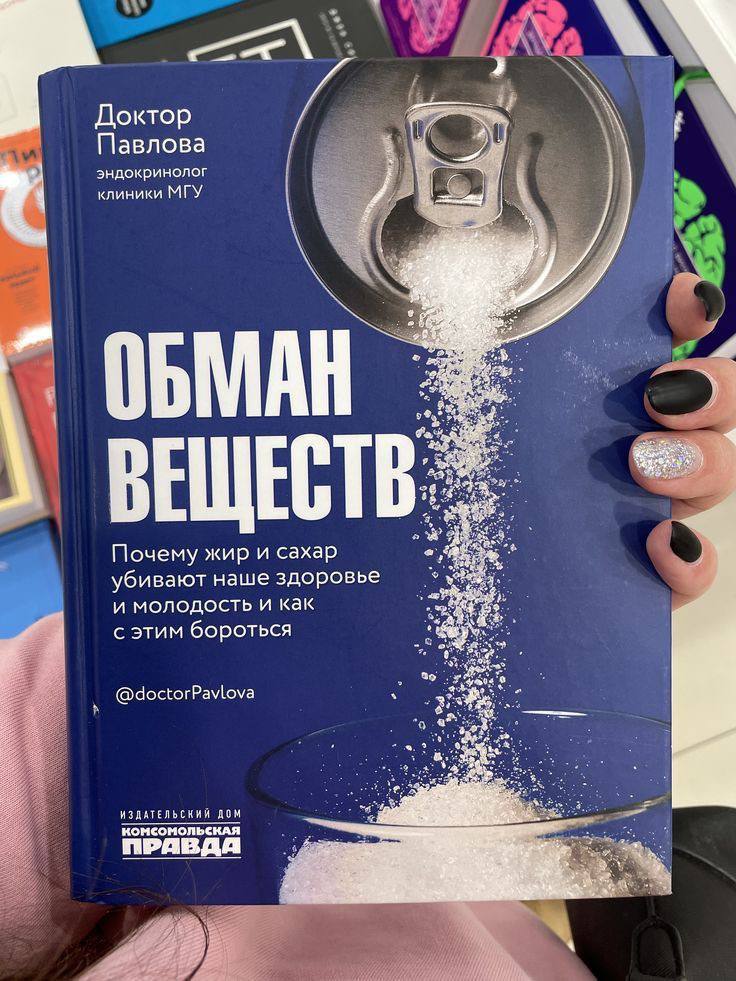 Доктор
Павлова
эндокринолог
клиники МГУ
ОБМАН
ВЕЩЕСТВ
Почему жир и сахар
убивают наше здоровье
и молодость и как
с этим бороться
@doctorPavlova
ИЗДАТЕЛЬСКИЙ ДОМ
КОМСОМОЛЬСКАЯ
ПРАВДА